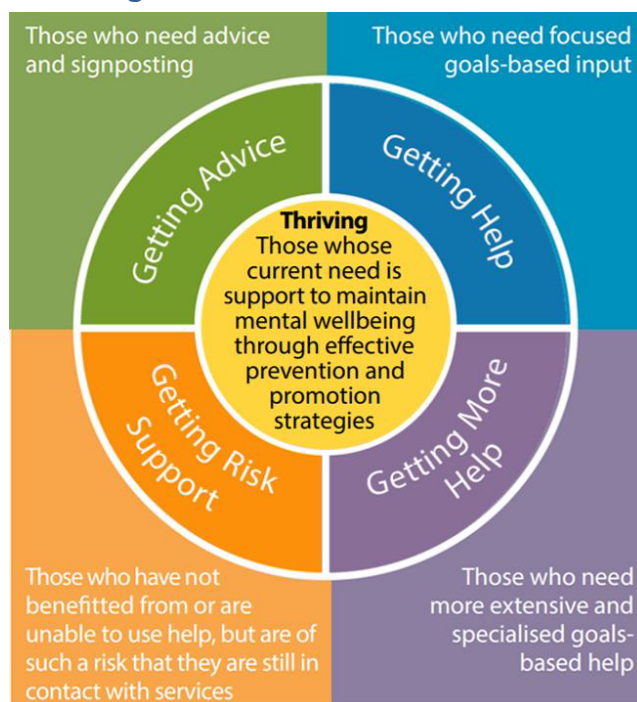 Those who need advice
and signposting
Those who need focused
goals-based input
Getting Advice
Getting Help
Thriving
Those whose
current need is
support to maintain
mental wellbeing
through effective
prevention and
promotion
strategies
Getting Risk
Support
Getting More
Help
Those who have not
benefitted from or are
unable to use help, but are of
such a risk that they are still in
contact with services
Those who need
more extensive and
specialised goals-
based help